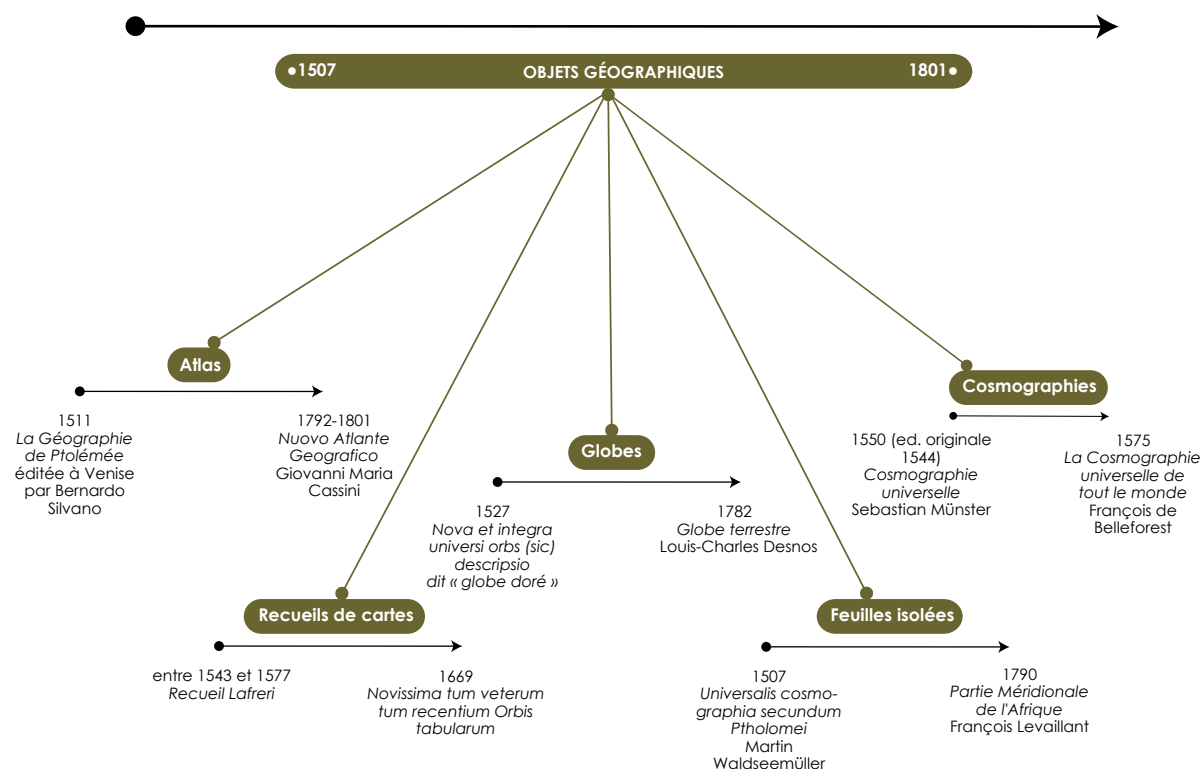 •1507 OBJETS GÉOGRAPHIQUES 1801•
Atlas
1511
La Géographie
de Ptolémée
éditée à Venise
par Bernardo
Silvano
1792-1801
Nuovo Atlante
Geografico
Giovanni Maria
Cassini
Recueils de cartes
entre 1543 et 1577
Recueil Lafreri
1669
Novissima tum veterum
tum recentium Orbis
tabularum
Globes
1527
Nova et integra
universi orbs (sic)
descripsio
dit « globe doré »
1782
Globe terrestre
Louis-Charles Desnos
Feuilles isolées
1507
Universalis cosmo-
graphia secundum
Ptholomei
Martin
Waldseemüller
1790
Partie Méridionale
de l'Afrique
François Levaillant
Cosmographies
1550 (ed. originale
1544)
Cosmographie
universelle
Sebastian Münster
1575
La Cosmographie
universelle de
tout le monde
François de
Belleforest